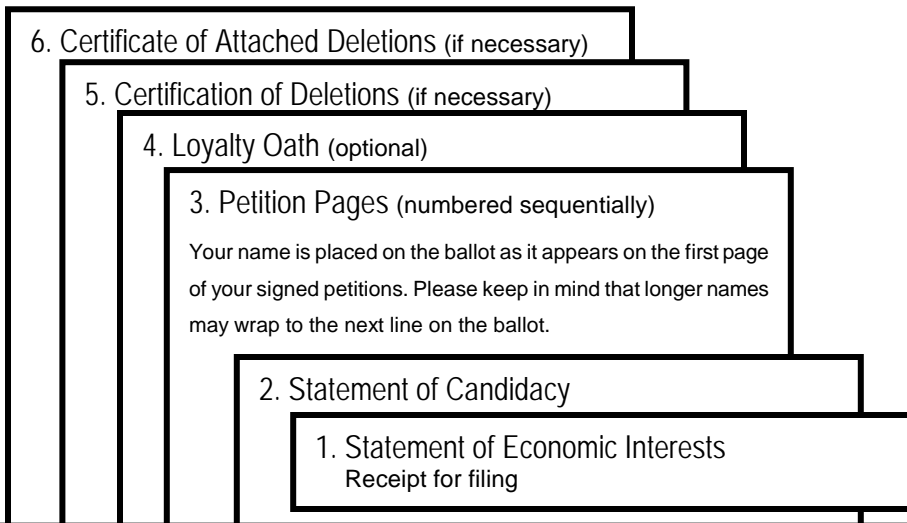 6. Certificate of Attached Deletions (if necessary)
5. Certification of Deletions (if necessary)
4. Loyalty Oath (optional)
3. Petition Pages (numbered sequentially)
Your name is placed on the ballot as it appears on the first page
of your signed petitions. Please keep in mind that longer names
may wrap to the next line on the ballot.
2. Statement of Candidacy
1. Statement of Economic Interests
Receipt for filing